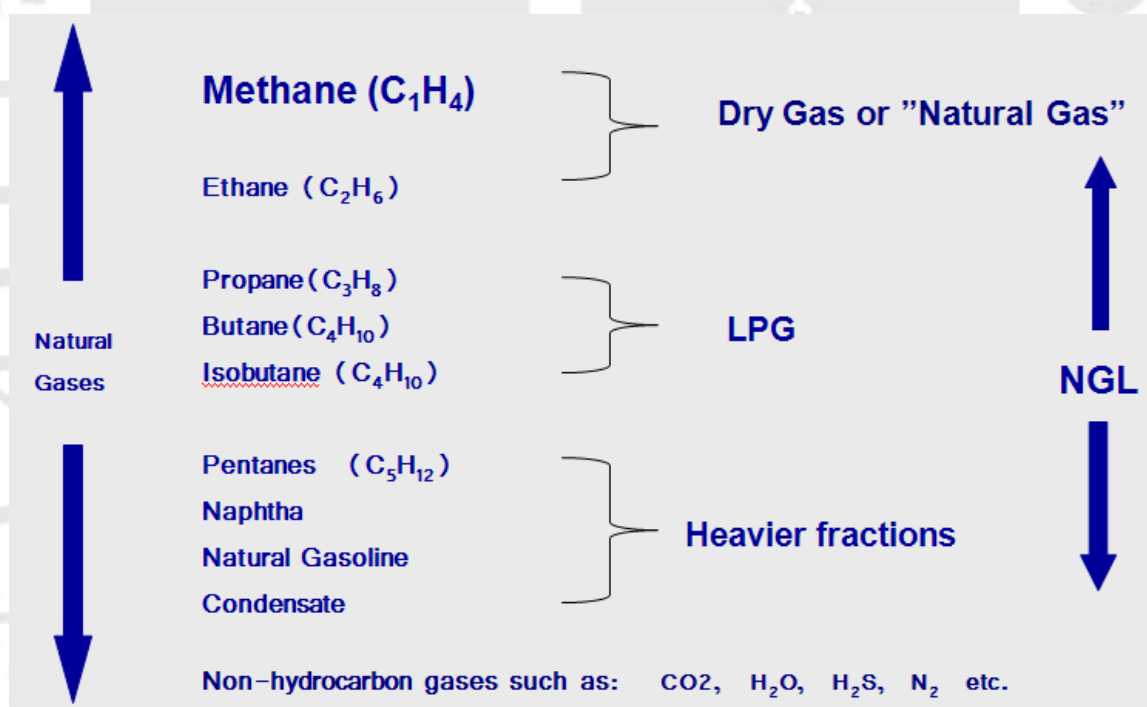 Methane (C₁H₄)
Dry Gas or ”Natural Gas”
Ethane (C₂H₆)
Propane(C₃H₈)
Butane(C₄H₁₀)
Isobutane (C₄H₁₀)
LPG
Natural
Gases
NGL
Pentanes (C₅H₁₂)
Naphtha
Natural Gasoline
Condensate
Heavier fractions
Non-hydrocarbon gases such as: CO2, H₂O, H₂S, N₂ etc.